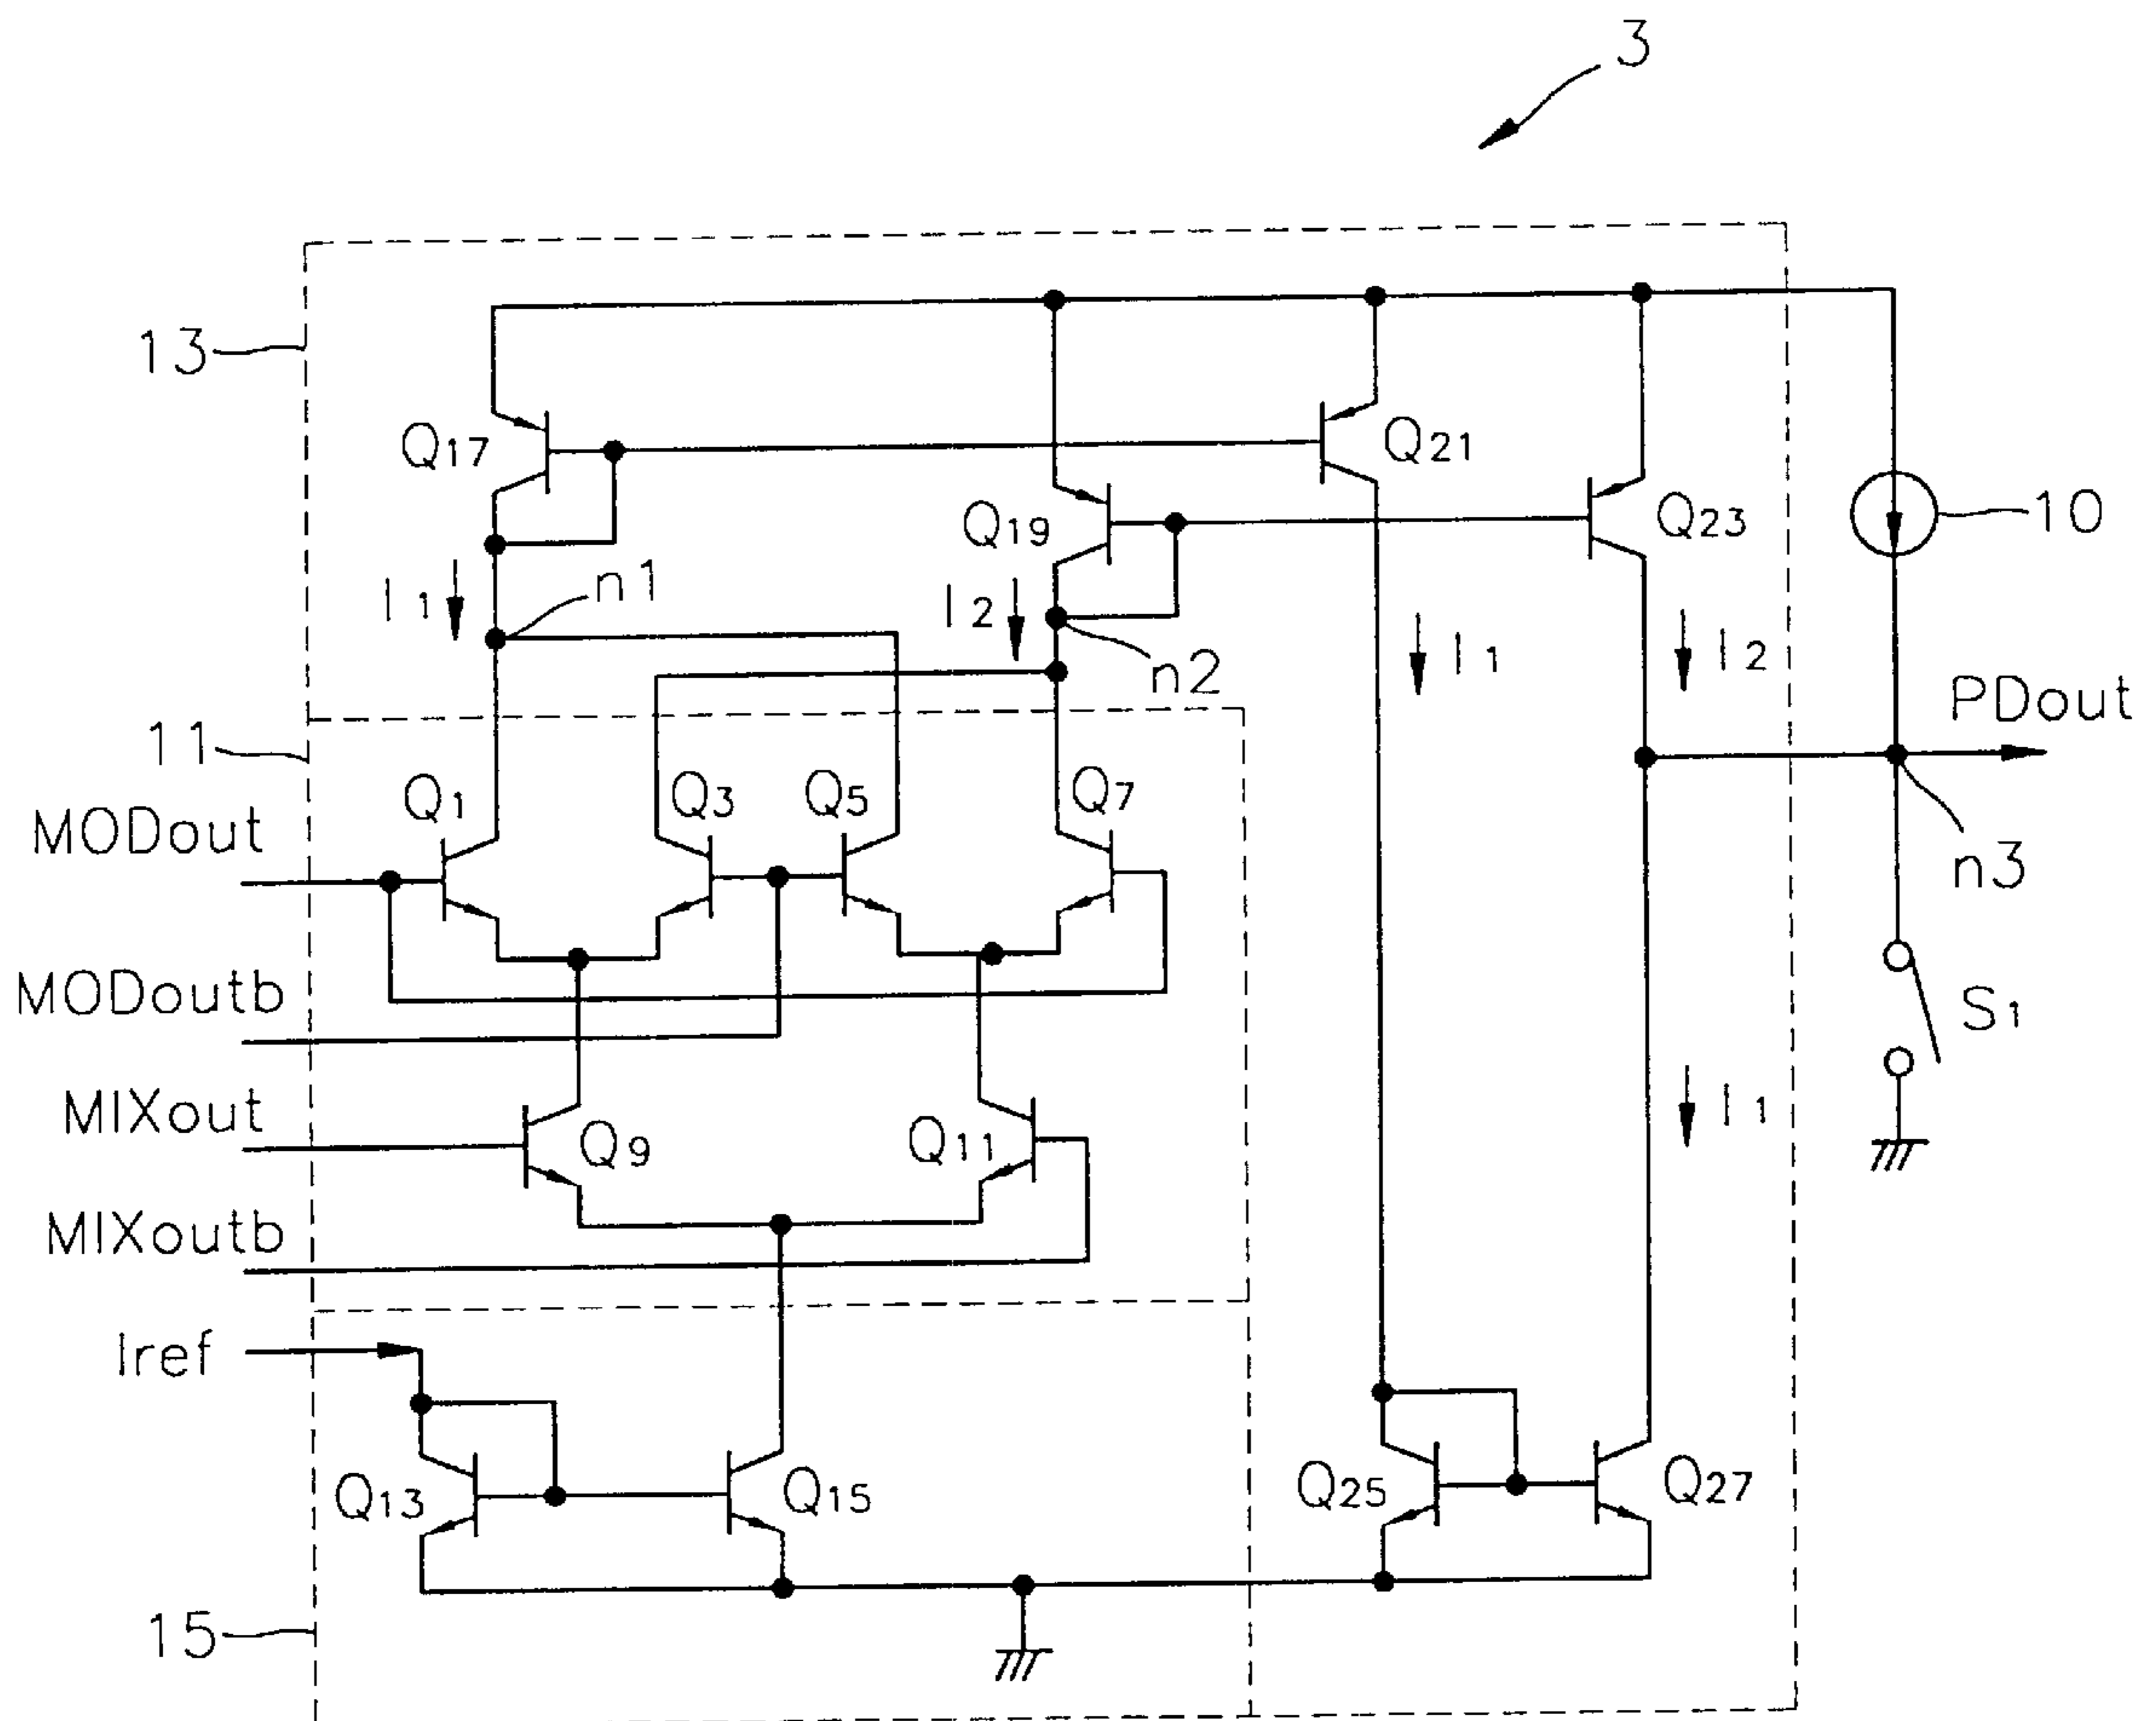 3
13
Q17
Q21
Q19
Q23
10
I1
n1
I2
n2
I1
I2
PDout
11
Q1
Q3
Q5
Q7
MODout
n3
MODoutb
S1
MIXout
Q9
Q11
I1
MIXoutb
Iref
Q13
Q15
Q25
Q27
15